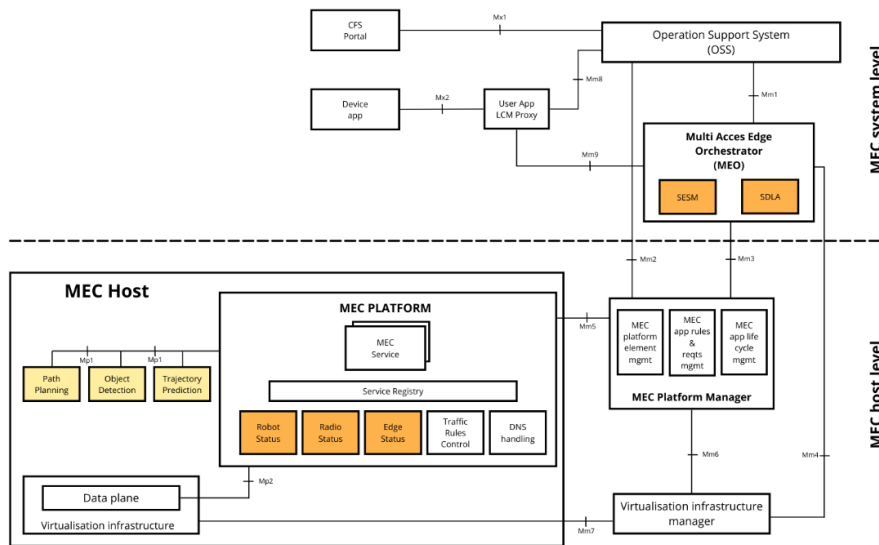 CFS
Portal
Mx1
Operation Support System
(OSS)
Mm8
Device
app
Mx2
User App
LCM Proxy
Mm1
Mm9
Multi Acces Edge
Orchestrator
(MEO)
SESM
SDLA
MEC system level
Mm2
Mm3
MEC Host
MEC PLATFORM
MEC
Service
Mm5
Mp1
Mp1
Path
Planning
Object
Detection
Trajectory
Prediction
Service Registry
Robot
Status
Radio
Status
Edge
Status
Traffic
Rules
Control
DNS
handling
MEC
platform
element
mgmt
MEC
app rules
&
reqts
mgmt
MEC
app life
cycle
mgmt
MEC Platform Manager
MEC host level
Mm6
Mm4
Mp2
Data plane
Virtualisation infrastructure
Mm7
Virtualisation infrastructure
manager